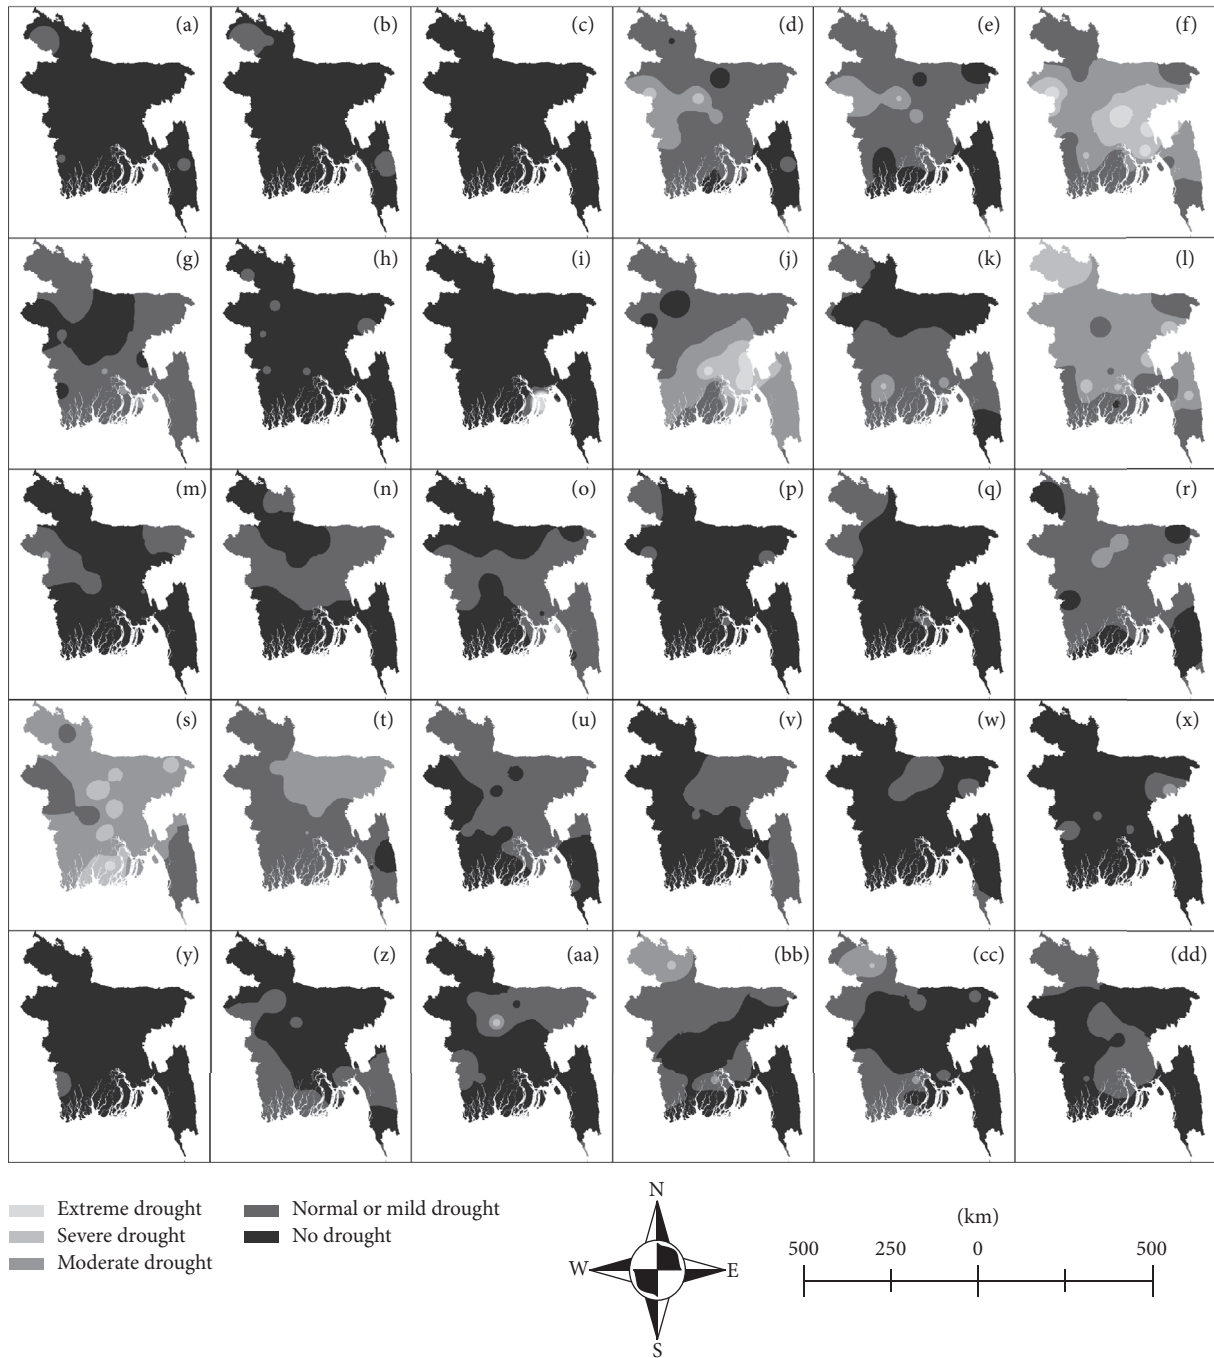 (a) (b) (c) (d) (e) (f)
(g) (h) (i) (j) (k) (l)
(m) (n) (o) (p) (q) (r)
(s) (t) (u) (v) (w) (x)
(y) (z) (aa) (bb) (cc) (dd)
Extreme drought
Severe drought
Moderate drought
Normal or mild drought
No drought
N
W E
S
(km)
500 250 0 500